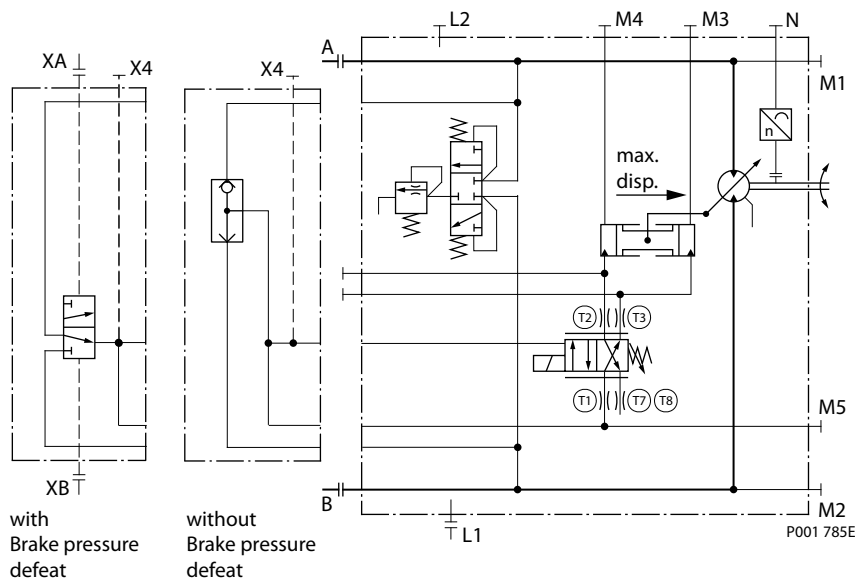 L2
M4
M3
N
XA
X4
X4
A
M1
n
max.
disp.
T2
T3
T1
T7
T8
M5
XB
B
M2
L1
P001 785E
with
Brake pressure
defeat
without
Brake pressure
defeat